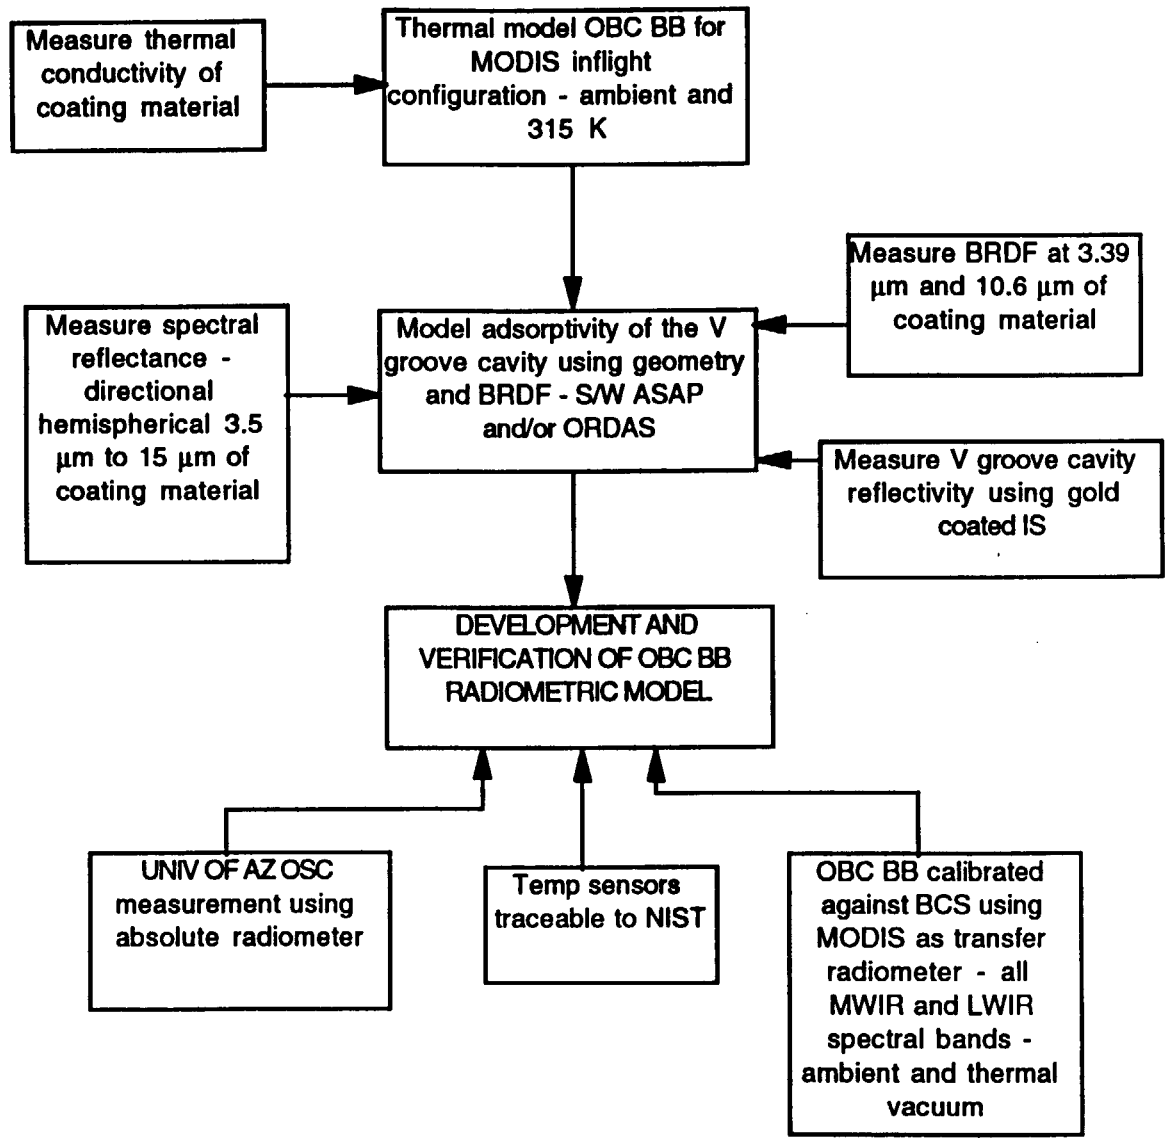 Measure thermal
conductivity of
coating material
Thermal model OBC BB for
MODIS inflight
configuration - ambient and
315 K
Measure BRDF at 3.39
μm and 10.6 μm of
coating material
Measure spectral
reflectance -
directional
hemispherical 3.5
μm to 15 μm of
coating material
Model adsorptivity of the V
groove cavity using geometry
and BRDF - S/W ASAP
and/or ORDAS
Measure V groove cavity
reflectivity using gold
coated IS
DEVELOPMENT AND
VERIFICATION OF OBC BB
RADIOMETRIC MODEL
UNIV OF AZ OSC
measurement using
absolute radiometer
Temp sensors
traceable to NIST
OBC BB calibrated
against BCS using
MODIS as transfer
radiometer - all
MWIR and LWIR
spectral bands -
ambient and thermal
vacuum